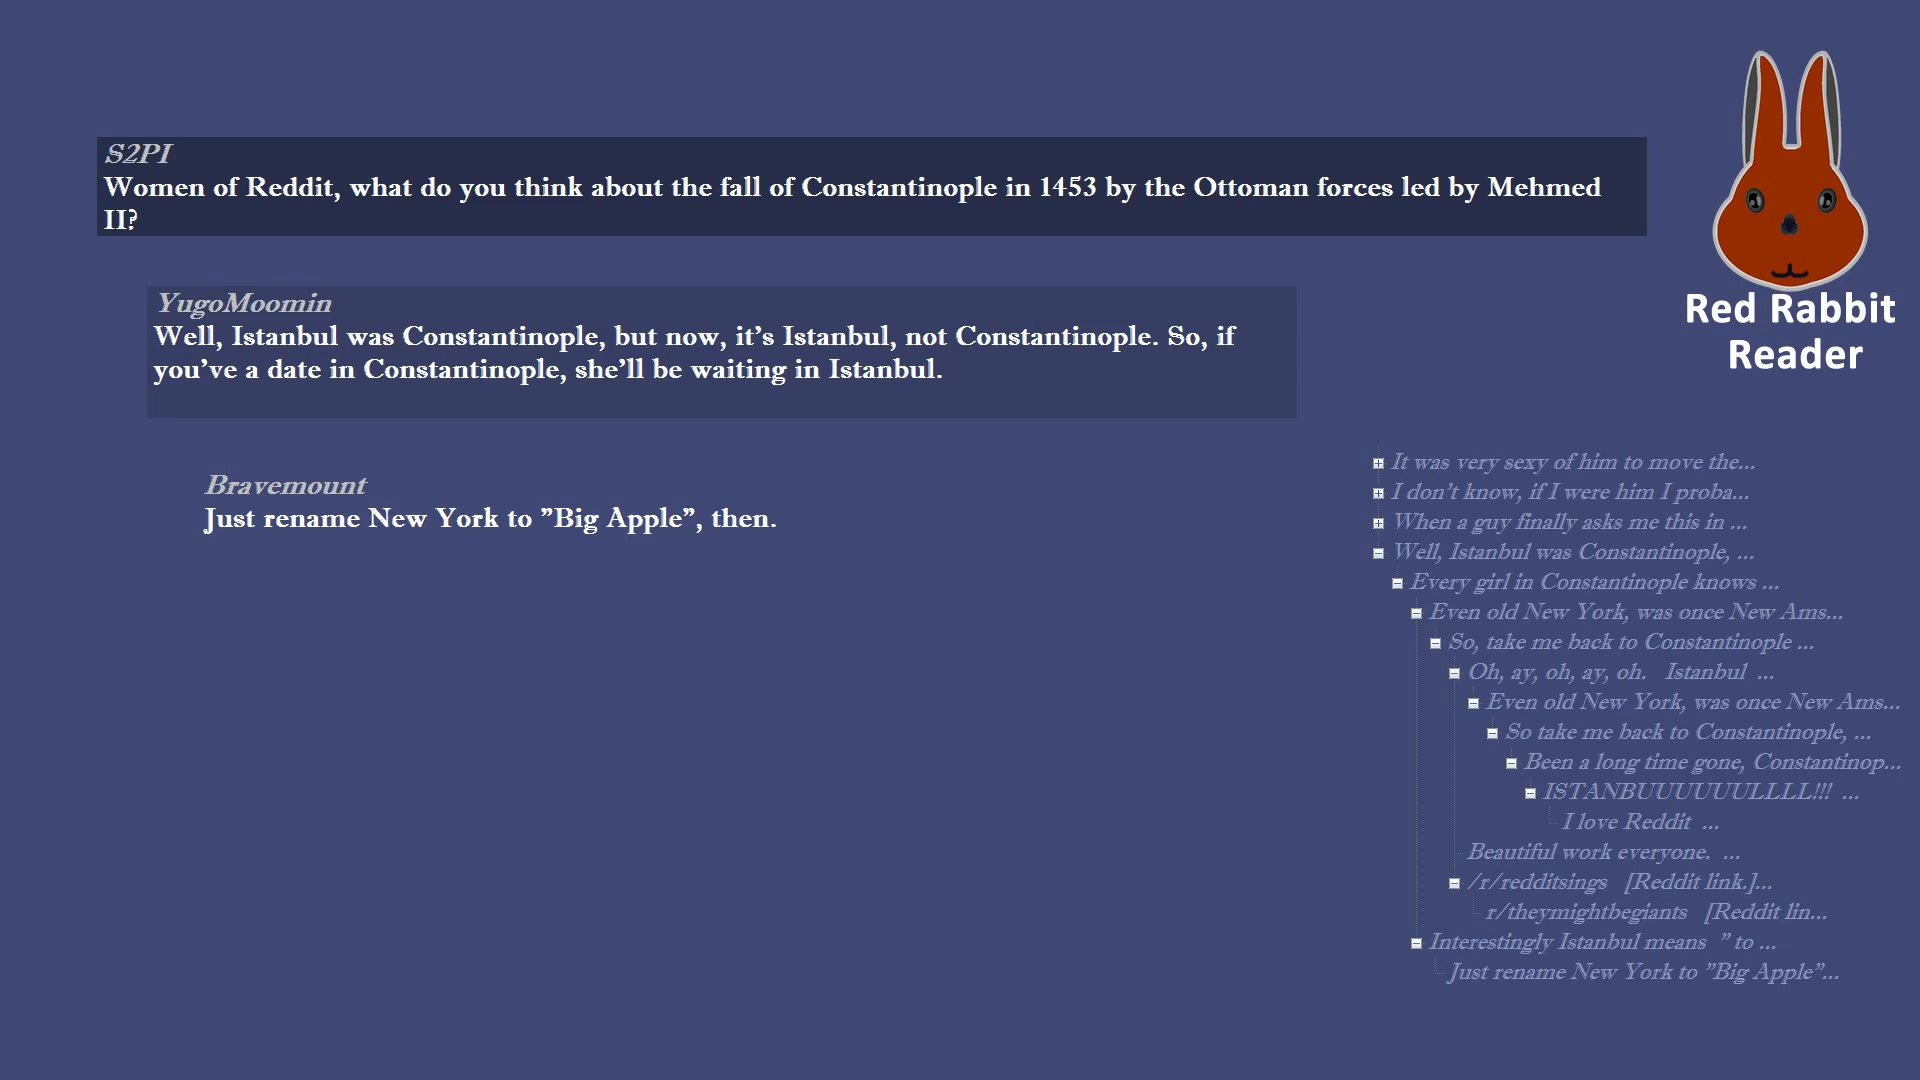 S2PI
Women of Reddit, what do you think about the fall of Constantinople in 1453 by the Ottoman forces led by Mehmed
II?
YugoMoomin
Well, Istanbul was Constantinople, but now, it's Istanbul, not Constantinople. So, if
you've a date in Constantinople, she'll be waiting in Istanbul.
Bravemount
Just rename New York to "Big Apple", then.
Red Rabbit
Reader
It was very sexy of him to move the...
I don't know, if I were him I proba...
When a guy finally asks me this in ...
Well, Istanbul was Constantinople, ...
Every girl in Constantinople knows ...
Even old New York, was once New Ams...
So, take me back to Constantinople ...
Oh, ay, oh, ay, oh. Istanbul ...
Even old New York, was once New Ams...
So take me back to Constantinople, ...
Been a long time gone, Constantinop...
ISTANBUUUUUULLLL!!! ...
I love Reddit ...
Beautiful work everyone. ...
/r/redditsings [Reddit link.]...
r/theymightbegiants [Reddit lin...
Interestingly Istanbul means " to ...
Just rename New York to "Big Apple"...